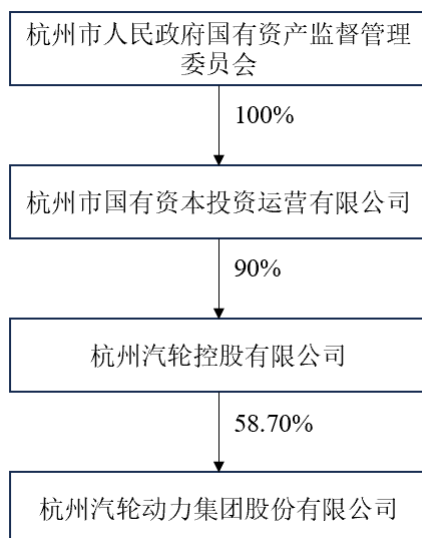 杭州市人民政府国有资产监督管理
委员会
100%
杭州市国有资本投资运营有限公司
90%
杭州汽轮控股有限公司
58.70%
杭州汽轮动力集团股份有限公司